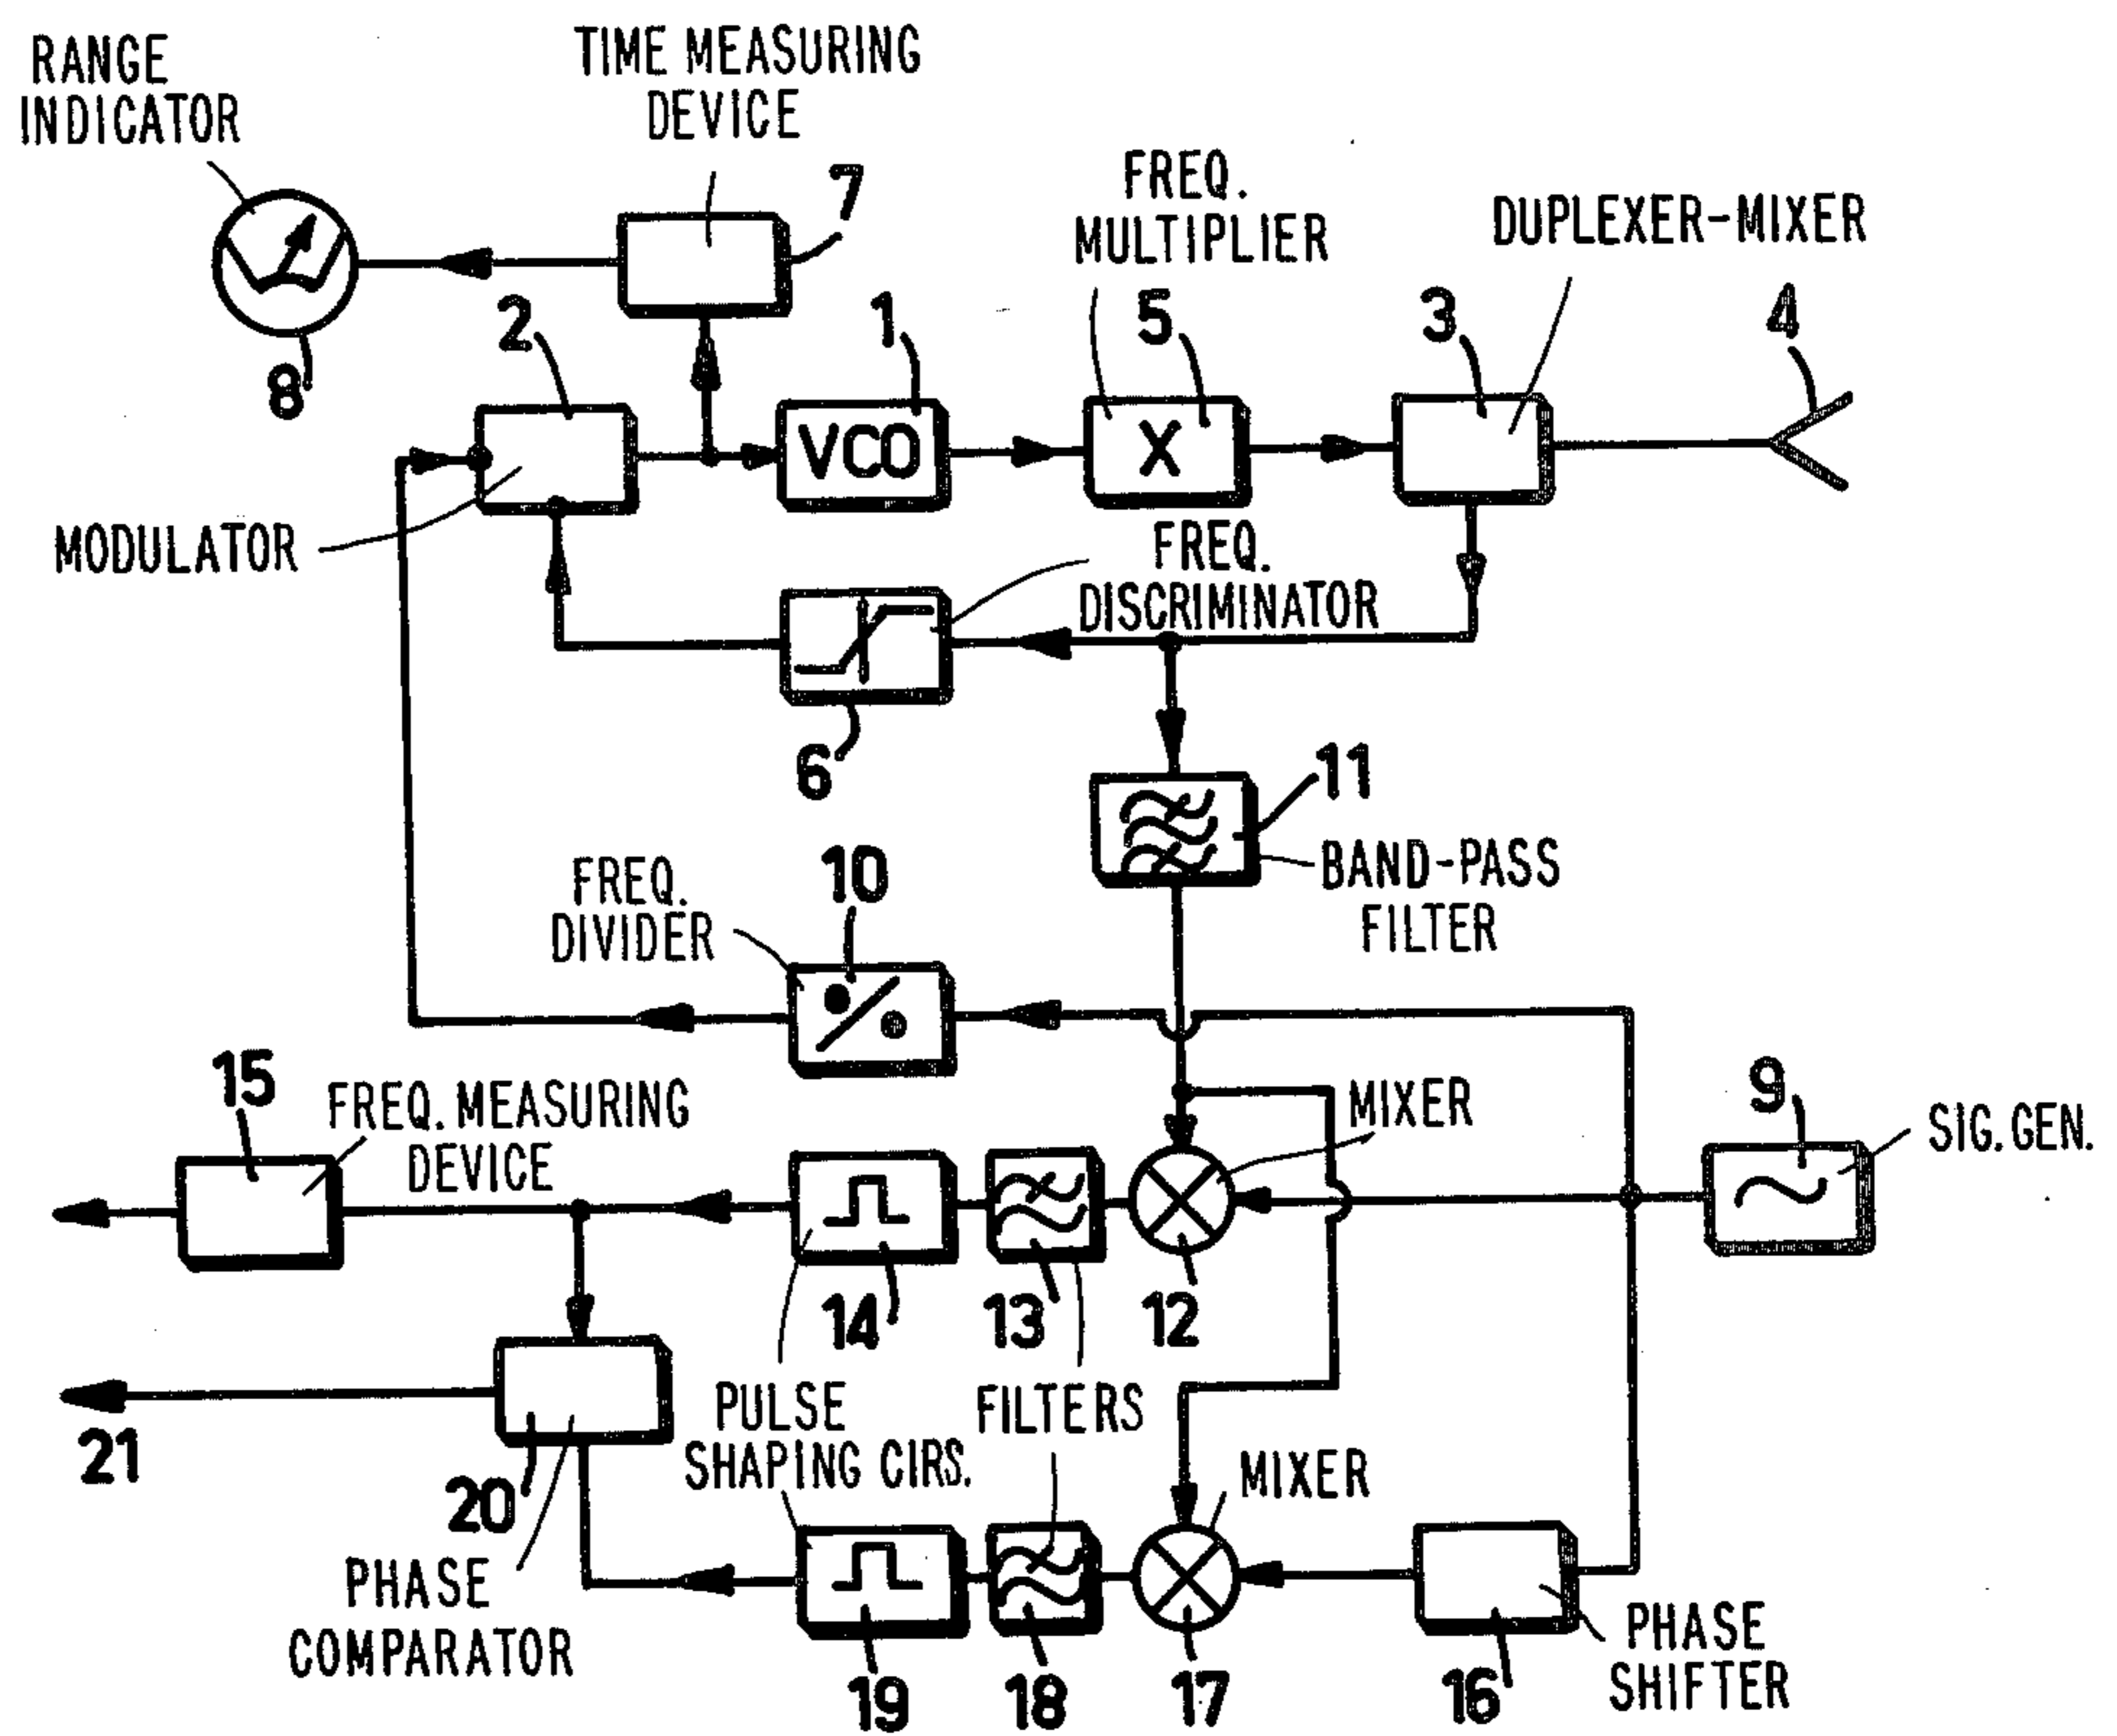 RANGE
INDICATOR
TIME MEASURING
DEVICE
7
FREQ.
MULTIPLIER
DUPLEXER-MIXER
8
2
1
5
3
4
VCO
X
MODULATOR
FREQ.
DISCRIMINATOR
6
11
BAND-PASS
FILTER
FREQ.
DIVIDER
10
15
FREQ. MEASURING
DEVICE
MIXER
9
SIG. GEN.
14
13
12
PULSE
SHAPING CIRS.
FILTERS
21
20
MIXER
PHASE
COMPARATOR
19
18
17
16
PHASE
SHIFTER